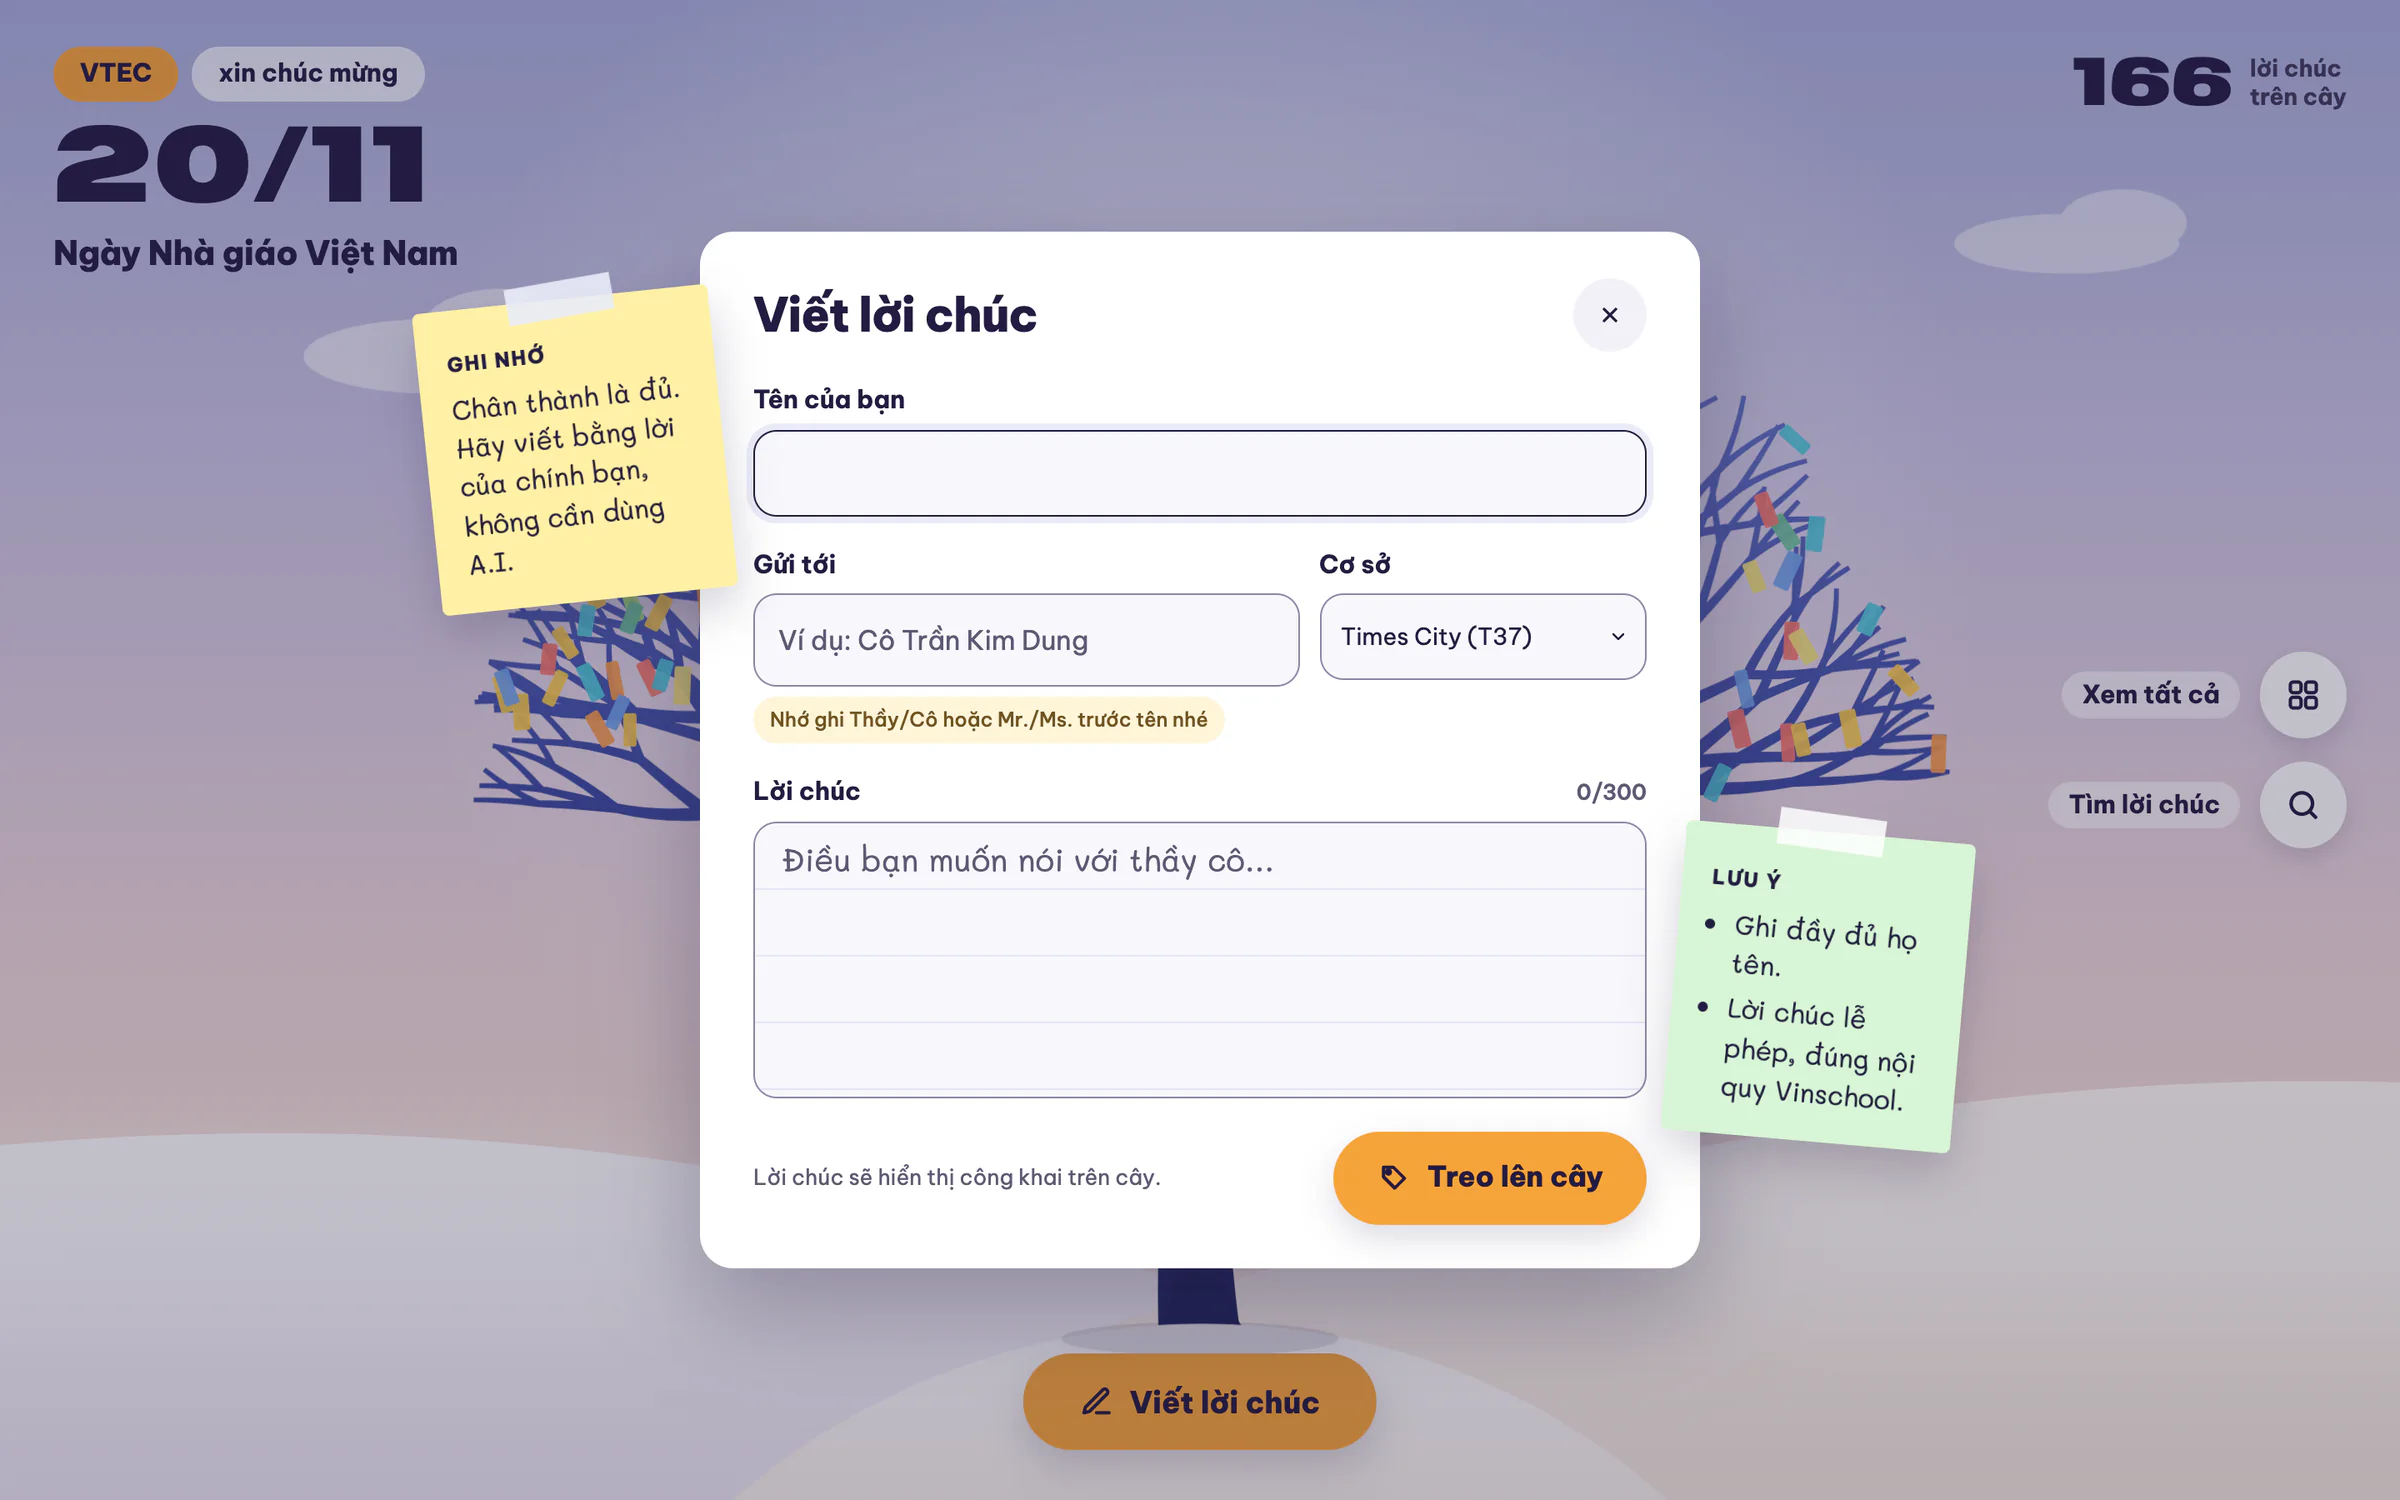 VTEC
xin chúc mừng
20/11
Ngày Nhà giáo Việt Nam
166
lời chúc
trên cây
GHI NHỚ
Chân thành là đủ.
Hãy viết bằng lời
của chính bạn,
không cần dùng
A.I.
Viết lời chúc
Tên của bạn
Gửi tới
Cơ sở
Ví dụ: Cô Trần Kim Dung
Times City (T37)
Nhớ ghi Thầy/Cô hoặc Mr./Ms. trước tên nhé
Lời chúc
0/300
Điều bạn muốn nói với thầy cô...
Lời chúc sẽ hiển thị công khai trên cây.
Treo lên cây
Xem tất cả
Tìm lời chúc
LƯU Ý
Ghi đầy đủ họ
tên.
Lời chúc lễ
phép, đúng nội
quy Vinschool.
Viết lời chúc